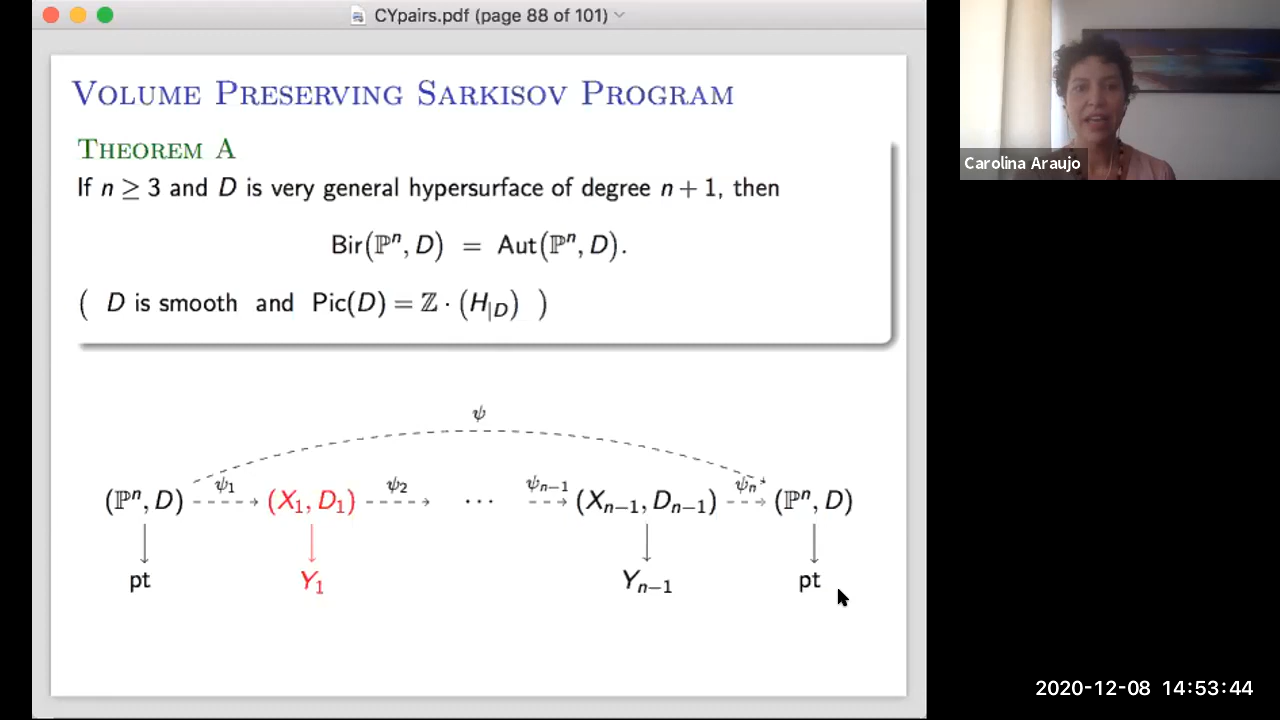 CYpairs.pdf (page 88 of 101)
VOLUME PRESERVING SARKISOV PROGRAM
THEOREM A
If n ≥ 3 and D is very general hypersurface of degree n + 1, then
Bir(ℙⁿ, D) = Aut(ℙⁿ, D).
( D is smooth and Pic(D) = ℤ · (H|D) )
ψ
ψ₁ ψ₂ ψₙ₋₁ ψₙ
(ℙⁿ, D) (X₁, D₁) ⋯ (Xₙ₋₁, Dₙ₋₁) (ℙⁿ, D)
pt Y₁ Yₙ₋₁ pt
Carolina Araujo
2020-12-08 14:53:44